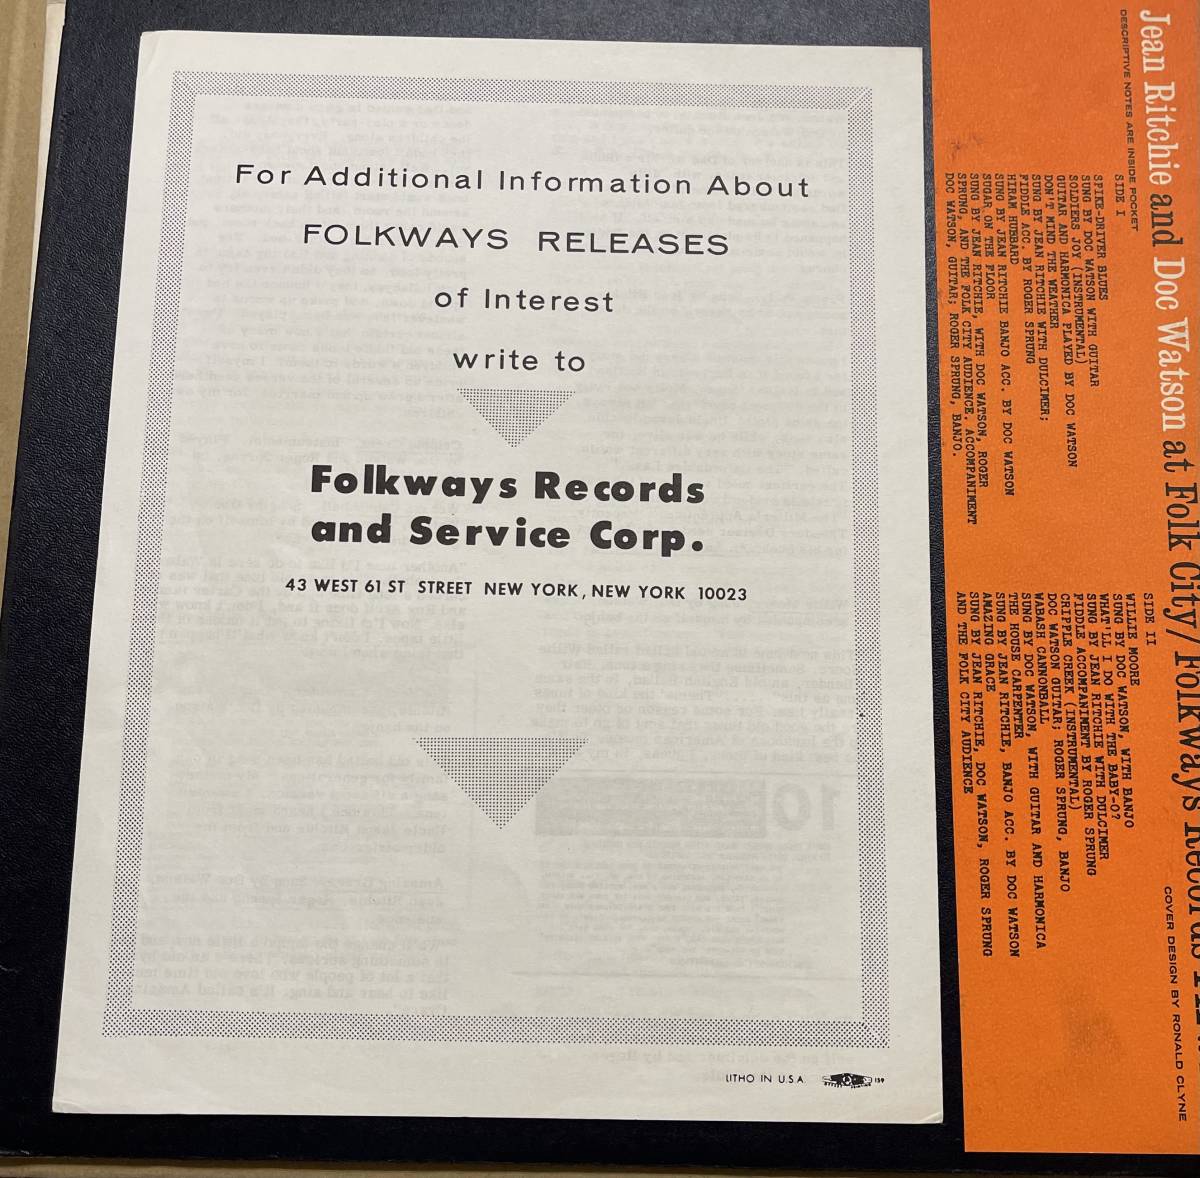 For Additional Information About
FOLKWAYS RELEASES
of Interest
write to
Folkways Records
and Service Corp.
43 WEST 61 ST STREET NEW YORK, NEW YORK 10023
LITHO IN U.S.A.
159
Jean Ritchie and Doc Watson at Folk City/Folkways Records
DESCRIPTIVE NOTES ARE INSIDE POCKET
SIDE I
SPIKE-DRIVER BLUES
SUNG BY DOC WATSON WITH GUITAR
SOLDIERS JOY (INSTRUMENTAL)
GUITAR AND HARMONICA PLAYED BY DOC WATSON
DON'T MIND THE WEATHER
SUNG BY JEAN RITCHIE WITH DULCIMER;
FIDDLE ACC. BY ROGER SPRUNG
HIRAM HUBBARD
SUNG BY JEAN RITCHIE BANJO ACC. BY DOC WATSON
SUGAR ON THE FLOOR
SUNG BY JEAN RITCHIE, WITH DOC WATSON, ROGER
SPRUNG, AND THE FOLK CITY AUDIENCE. ACCOMPANIMENT
DOC WATSON, GUITAR; ROGER SPRUNG, BANJO.
SIDE II
WILLIE MOORE
SUNG BY DOC WATSON, WITH BANJO
WHAT'LL I DO WITH THE BABY-O?
SUNG BY JEAN RITCHIE WITH DULCIMER
FIDDLE ACCOMPANIMENT BY ROGER SPRUNG
CRIPPLE CREEK (INSTRUMENTAL)
DOC WATSON GUITAR; ROGER SPRUNG, BANJO
WABASH CANNONBALL
SUNG BY DOC WATSON, WITH GUITAR AND HARMONICA
THE HOUSE CARPENTER
SUNG BY JEAN RITCHIE, BANJO ACC. BY DOC WATSON
AMAZING GRACE
SUNG BY JEAN RITCHIE, DOC WATSON, ROGER SPRUNG
AND THE FOLK CITY AUDIENCE
COVER DESIGN BY RONALD CLYNE